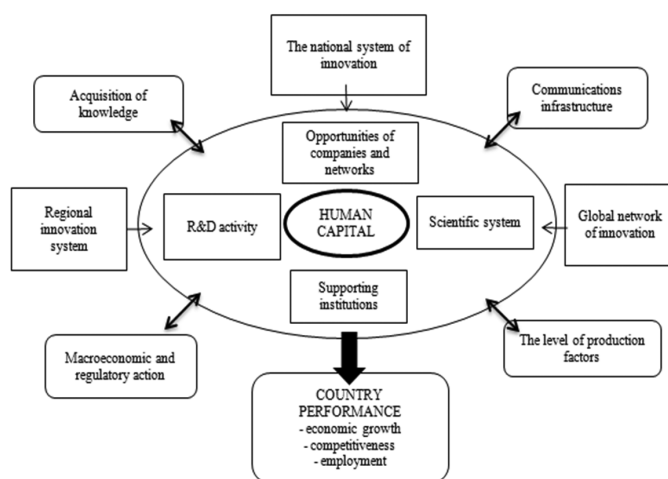 The national system of
innovation
Acquisition of
knowledge
Communications
infrastructure
Opportunities of
companies and
networks
Regional
innovation
system
R&D activity
HUMAN
CAPITAL
Scientific system
Global network
of innovation
Supporting
institutions
Macroeconomic and
regulatory action
The level of production
factors
COUNTRY
PERFORMANCE
- economic growth
- competitiveness
- employment